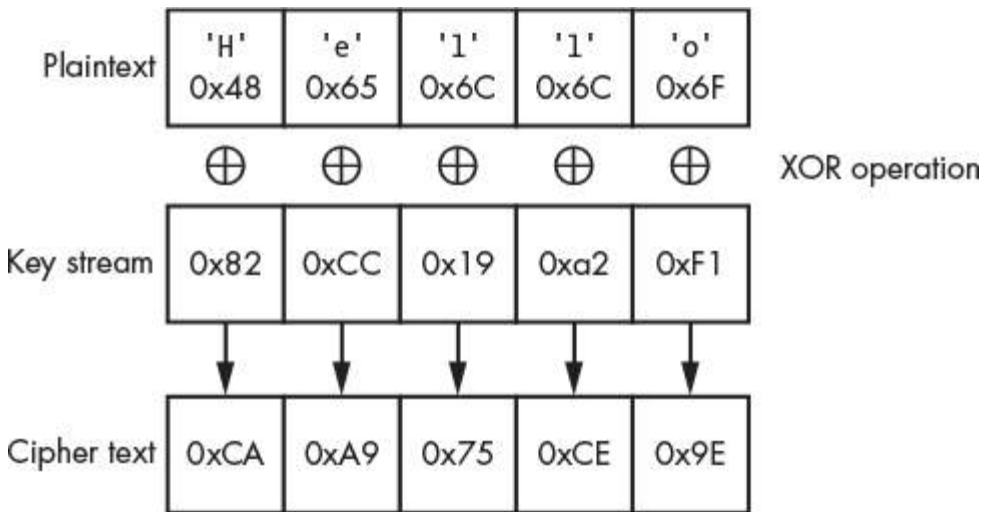 'H' 'e' 'l' 'l' 'o'
Plaintext 0x48 0x65 0x6C 0x6C 0x6F
XOR operation
Key stream 0x82 0xCC 0x19 0xa2 0xF1
Cipher text 0xCA 0xA9 0x75 0xCE 0x9E